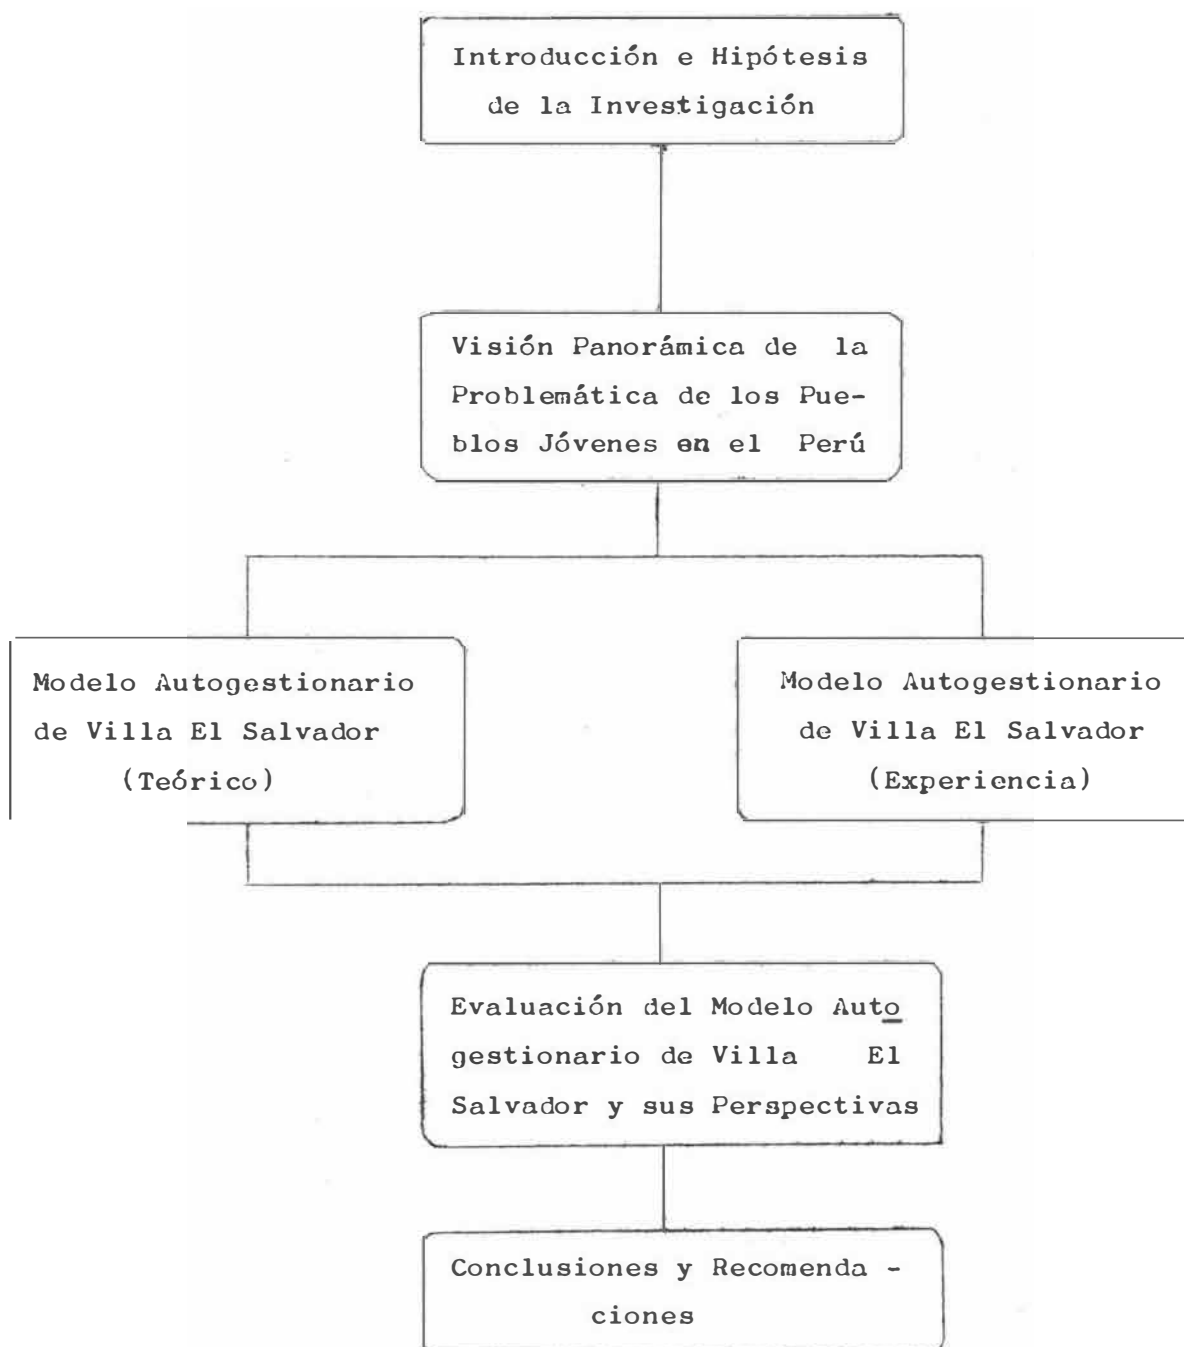 Introducción e Hipótesis
de la Investigación
Visión Panorámica de la
Problemática de los Pue-
blos Jóvenes en el Perú
Modelo Autogestionario
de Villa El Salvador
(Teórico)
Modelo Autogestionario
de Villa El Salvador
(Experiencia)
Evaluación del Modelo Auto
gestionario de Villa El
Salvador y sus Perspectivas
Conclusiones y Recomenda -
ciones